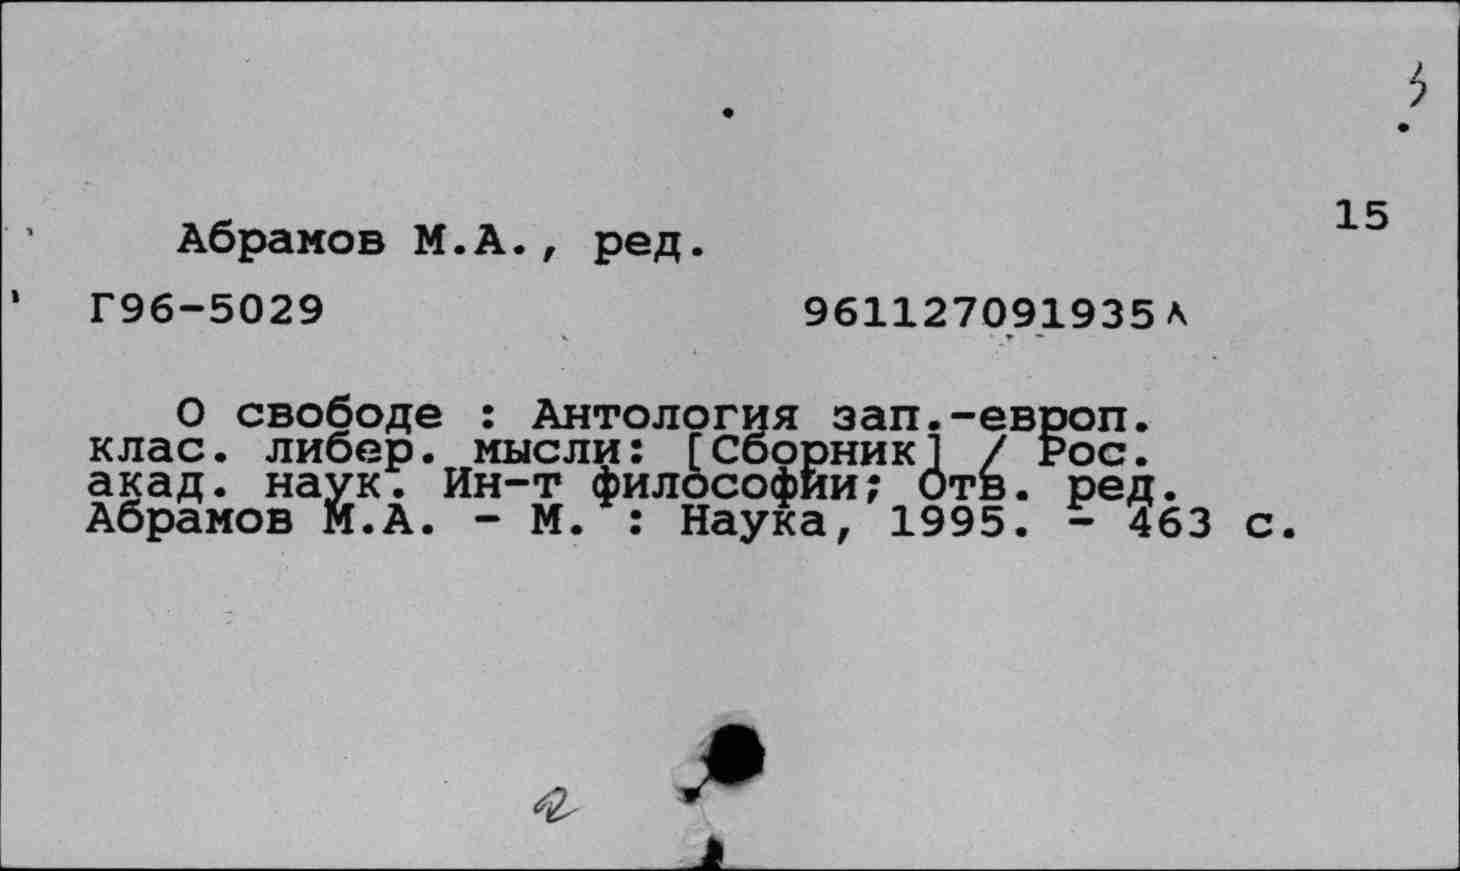 15
Абрамов М.А., ред.
Г96-5029 961127091935л
О свободе : Антология зап.-европ.
клас. либер. мысли: [Сборник] / Рос.
акад. наук. Ин-т философии; Отв. ред.
Абрамов М.А. - М. : Наука, 1995. - 463 с.